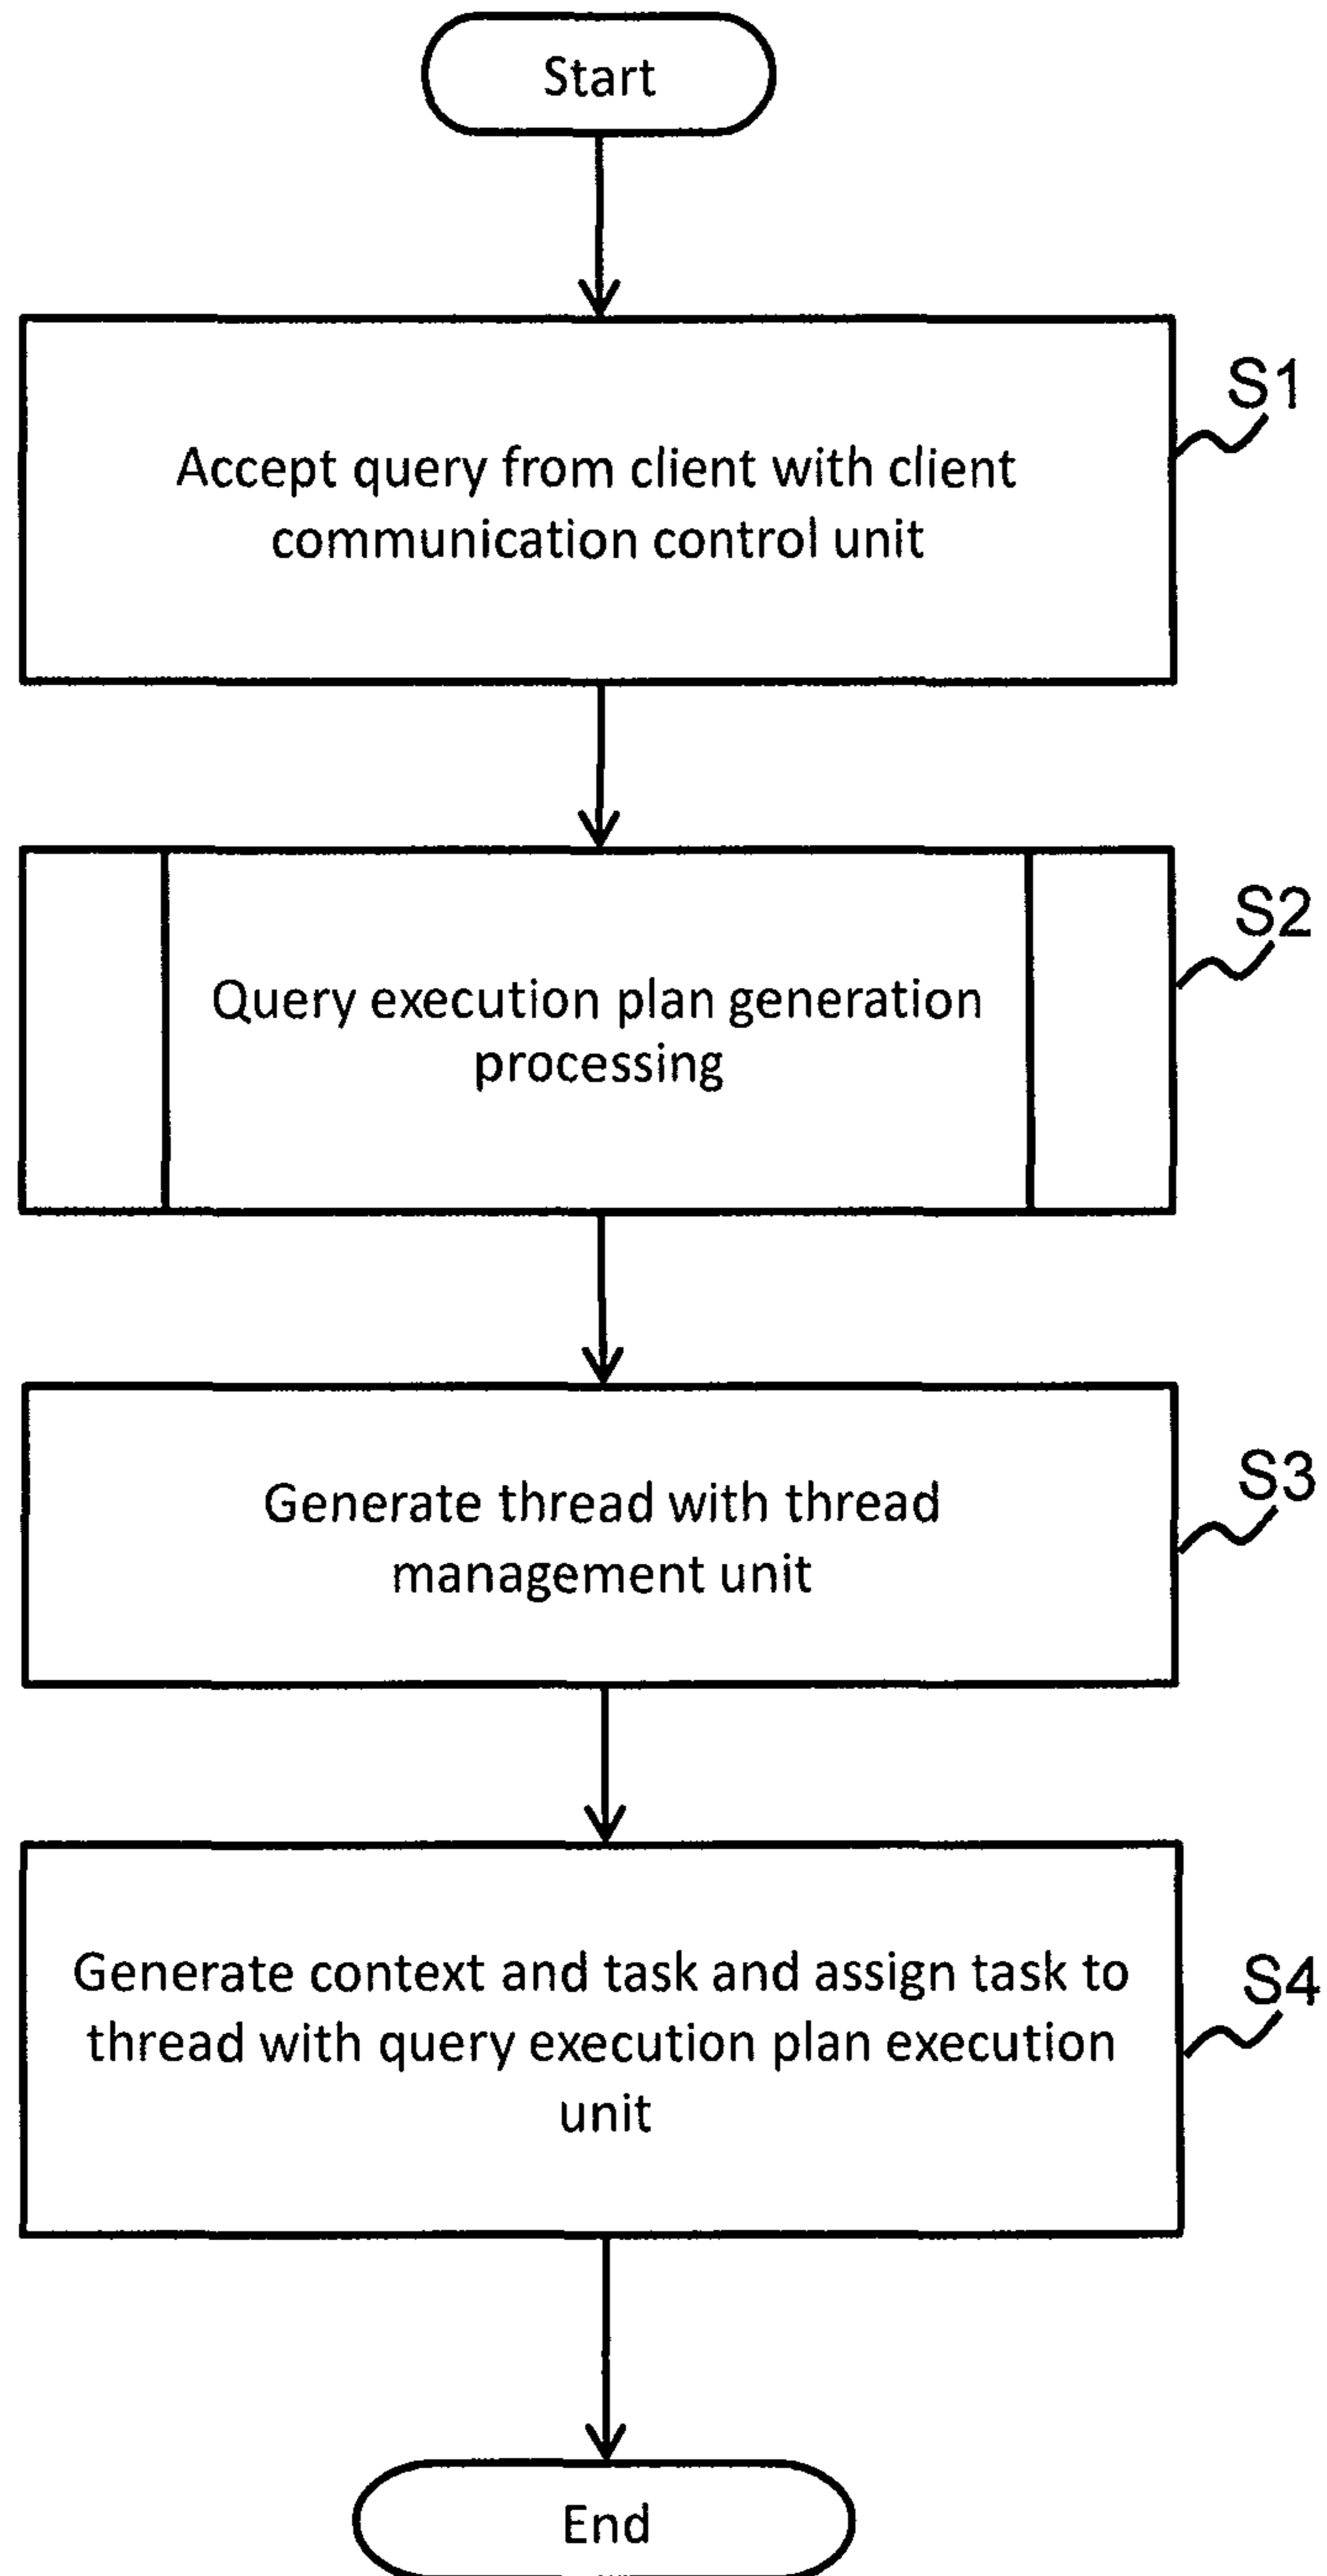 Start
S1
Accept query from client with client
communication control unit
S2
Query execution plan generation
processing
S3
Generate thread with thread
management unit
S4
Generate context and task and assign task to
thread with query execution plan execution
unit
End